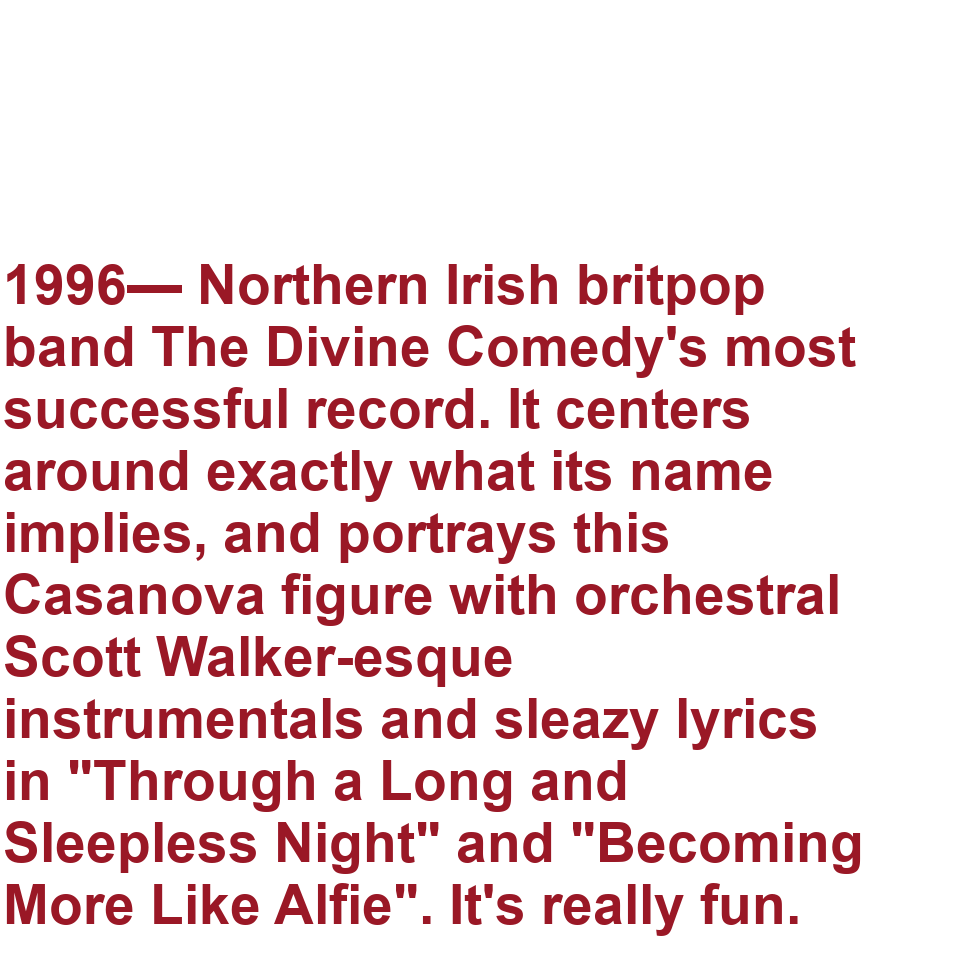 1996— Northern Irish britpop
band The Divine Comedy's most
successful record. It centers
around exactly what its name
implies, and portrays this
Casanova figure with orchestral
Scott Walker-esque
instrumentals and sleazy lyrics
in "Through a Long and
Sleepless Night" and "Becoming
More Like Alfie". It's really fun.